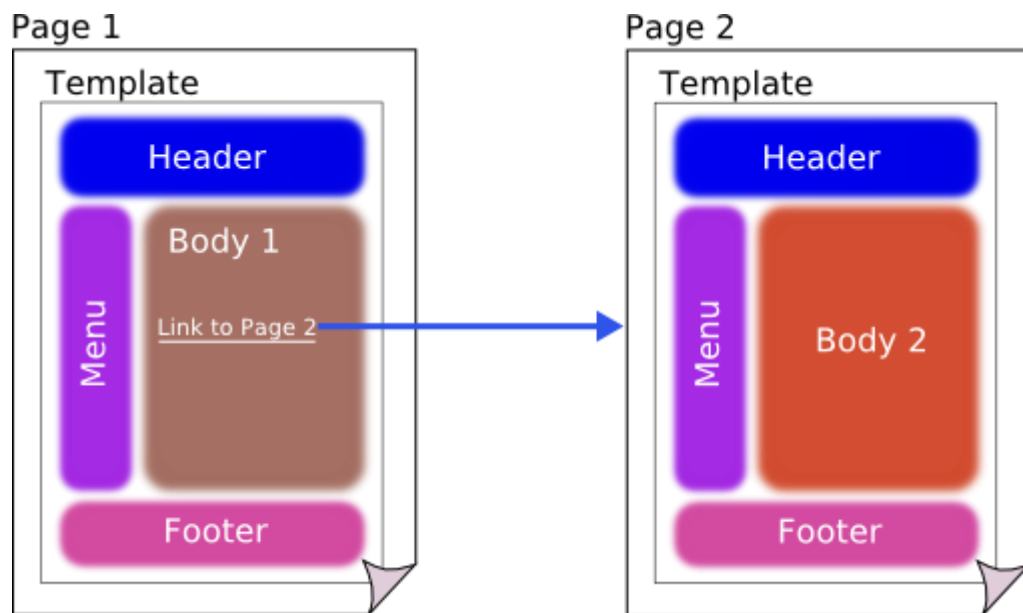 Page 1
Template
Header
Menu
Body 1
Link to Page 2
Footer
Page 2
Template
Header
Menu
Body 2
Footer